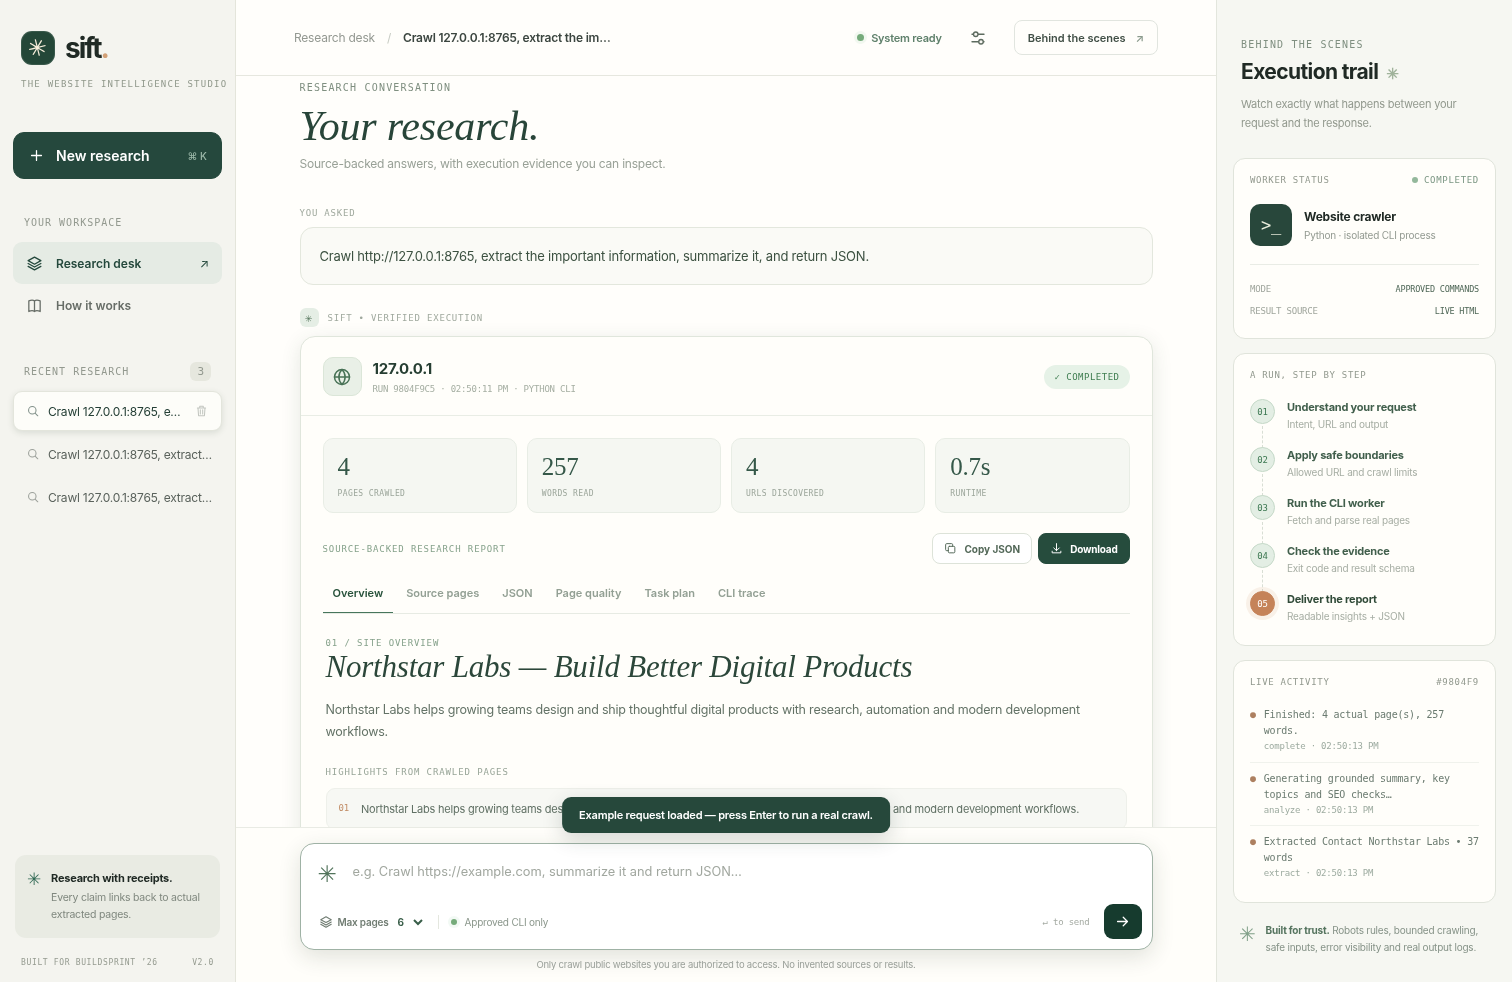 sift.
THE WEBSITE INTELLIGENCE STUDIO
New research ⌘ K
YOUR WORKSPACE
Research desk
How it works
RECENT RESEARCH 3
Crawl 127.0.0.1:8765, e...
Crawl 127.0.0.1:8765, extract...
Crawl 127.0.0.1:8765, extract...
Research with receipts.
Every claim links back to actual
extracted pages.
BUILT FOR BUILDSPRINT '26 V2.0
Research desk / Crawl 127.0.0.1:8765, extract the im...
System ready
Behind the scenes
RESEARCH CONVERSATION
Your research.
Source-backed answers, with execution evidence you can inspect.
YOU ASKED
Crawl http://127.0.0.1:8765, extract the important information, summarize it, and return JSON.
SIFT • VERIFIED EXECUTION
127.0.0.1
RUN 9804F9C5 · 02:50:11 PM · PYTHON CLI
✓ COMPLETED
4
PAGES CRAWLED
257
WORDS READ
4
URLS DISCOVERED
0.7s
RUNTIME
SOURCE-BACKED RESEARCH REPORT
Copy JSON
Download
Overview Source pages JSON Page quality Task plan CLI trace
01 / SITE OVERVIEW
Northstar Labs — Build Better Digital Products
Northstar Labs helps growing teams design and ship thoughtful digital products with research, automation and modern development
workflows.
HIGHLIGHTS FROM CRAWLED PAGES
01 Northstar Labs helps growing teams des
and modern development workflows.
Example request loaded — press Enter to run a real crawl.
e.g. Crawl https://example.com, summarize it and return JSON...
Max pages 6
Approved CLI only
↵ to send
Only crawl public websites you are authorized to access. No invented sources or results.
BEHIND THE SCENES
Execution trail
Watch exactly what happens between your
request and the response.
WORKER STATUS COMPLETED
>_
Website crawler
Python · isolated CLI process
MODE APPROVED COMMANDS
RESULT SOURCE LIVE HTML
A RUN, STEP BY STEP
01 Understand your request
Intent, URL and output
02 Apply safe boundaries
Allowed URL and crawl limits
03 Run the CLI worker
Fetch and parse real pages
04 Check the evidence
Exit code and result schema
05 Deliver the report
Readable insights + JSON
LIVE ACTIVITY #9804F9
Finished: 4 actual page(s), 257
words.
complete · 02:50:13 PM
Generating grounded summary, key
topics and SEO checks…
analyze · 02:50:13 PM
Extracted Contact Northstar Labs • 37
words
extract · 02:50:13 PM
Built for trust. Robots rules, bounded crawling,
safe inputs, error visibility and real output logs.